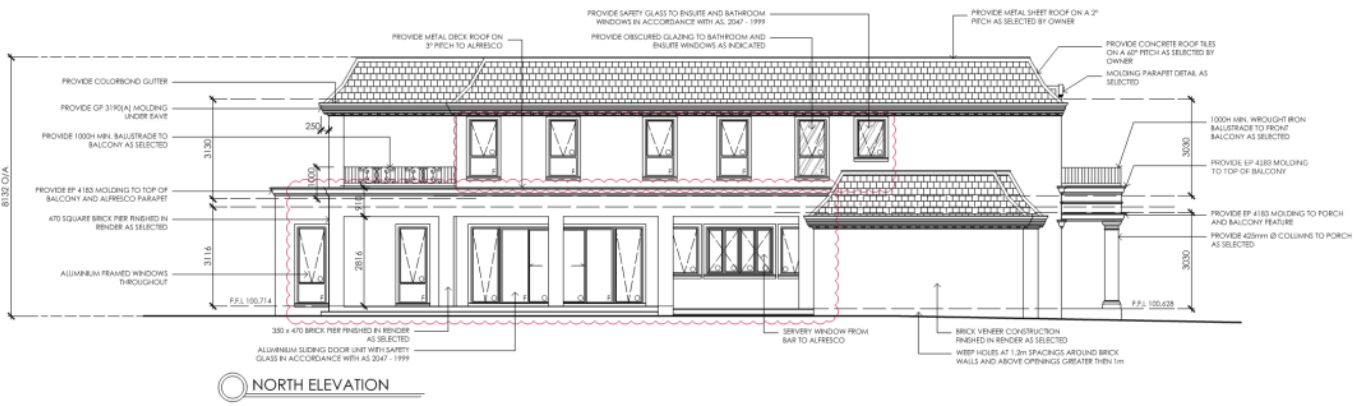 PROVIDE SAFETY GLASS TO ENSUITE AND BATHROOM
WINDOWS IN ACCORDANCE WITH AS. 2047 - 1999
PROVIDE METAL SHEET ROOF ON A 2°
PITCH AS SELECTED BY OWNER
PROVIDE METAL DECK ROOF ON
3° PITCH TO ALFRESCO
PROVIDE OBSCURED GLAZING TO BATHROOM AND
ENSUITE WINDOWS AS INDICATED
PROVIDE CONCRETE ROOF TILES
ON A 60° PITCH AS SELECTED BY
OWNER
MOLDING PARAPET DETAIL AS
SELECTED
PROVIDE COLORBOND GUTTER
PROVIDE GP 3190(A) MOLDING
UNDER EAVE
250
PROVIDE 1000H MIN. BALUSTRADE TO
BALCONY AS SELECTED
3130
1000
910
8132 O/A
1000H MIN. WROUGHT IRON
BALUSTRADE TO FRONT
BALCONY AS SELECTED
3030
PROVIDE EP 4183 MOLDING
TO TOP OF BALCONY
PROVIDE EP 4183 MOLDING TO TOP OF
BALCONY AND ALFRESCO PARAPET
470 SQUARE BRICK PIER FINISHED IN
RENDER AS SELECTED
PROVIDE EP 4183 MOLDING TO PORCH
AND BALCONY FEATURE
PROVIDE 425mm Ø COLUMNS TO PORCH
AS SELECTED
3116
2816
3030
ALUMINIUM FRAMED WINDOWS
THROUGHOUT
F.F.L 100.714
F.F.L 100.628
350 x 470 BRICK PIER FINISHED IN RENDER
AS SELECTED
ALUMINIUM SLIDING DOOR UNIT WITH SAFETY
GLASS IN ACCORDANCE WITH AS 2047 - 1999
SERVERY WINDOW FROM
BAR TO ALFRESCO
BRICK VENEER CONSTRUCTION
FINISHED IN RENDER AS SELECTED
WEEP HOLES AT 1.2m SPACINGS AROUND BRICK
WALLS AND ABOVE OPENINGS GREATER THEN 1m
NORTH ELEVATION